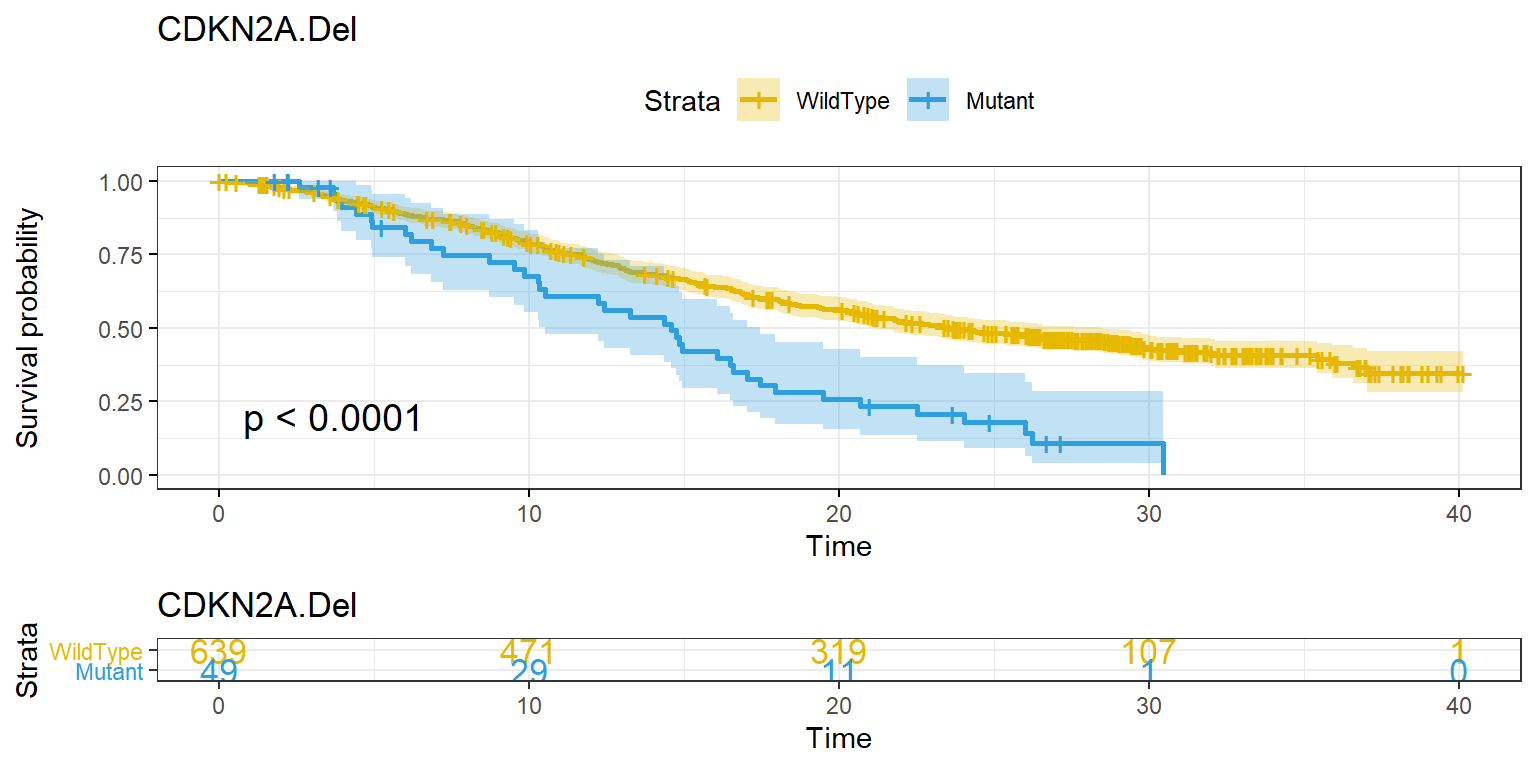 CDKN2A.Del
Strata WildType Mutant
Survival probability
1.00
0.75
0.50
0.25
0.00
p < 0.0001
0 10 20 30 40
Time
CDKN2A.Del
Strata
WildType 639 471 319 107 1
Mutant 49 29 11 1 0
0 10 20 30 40
Time